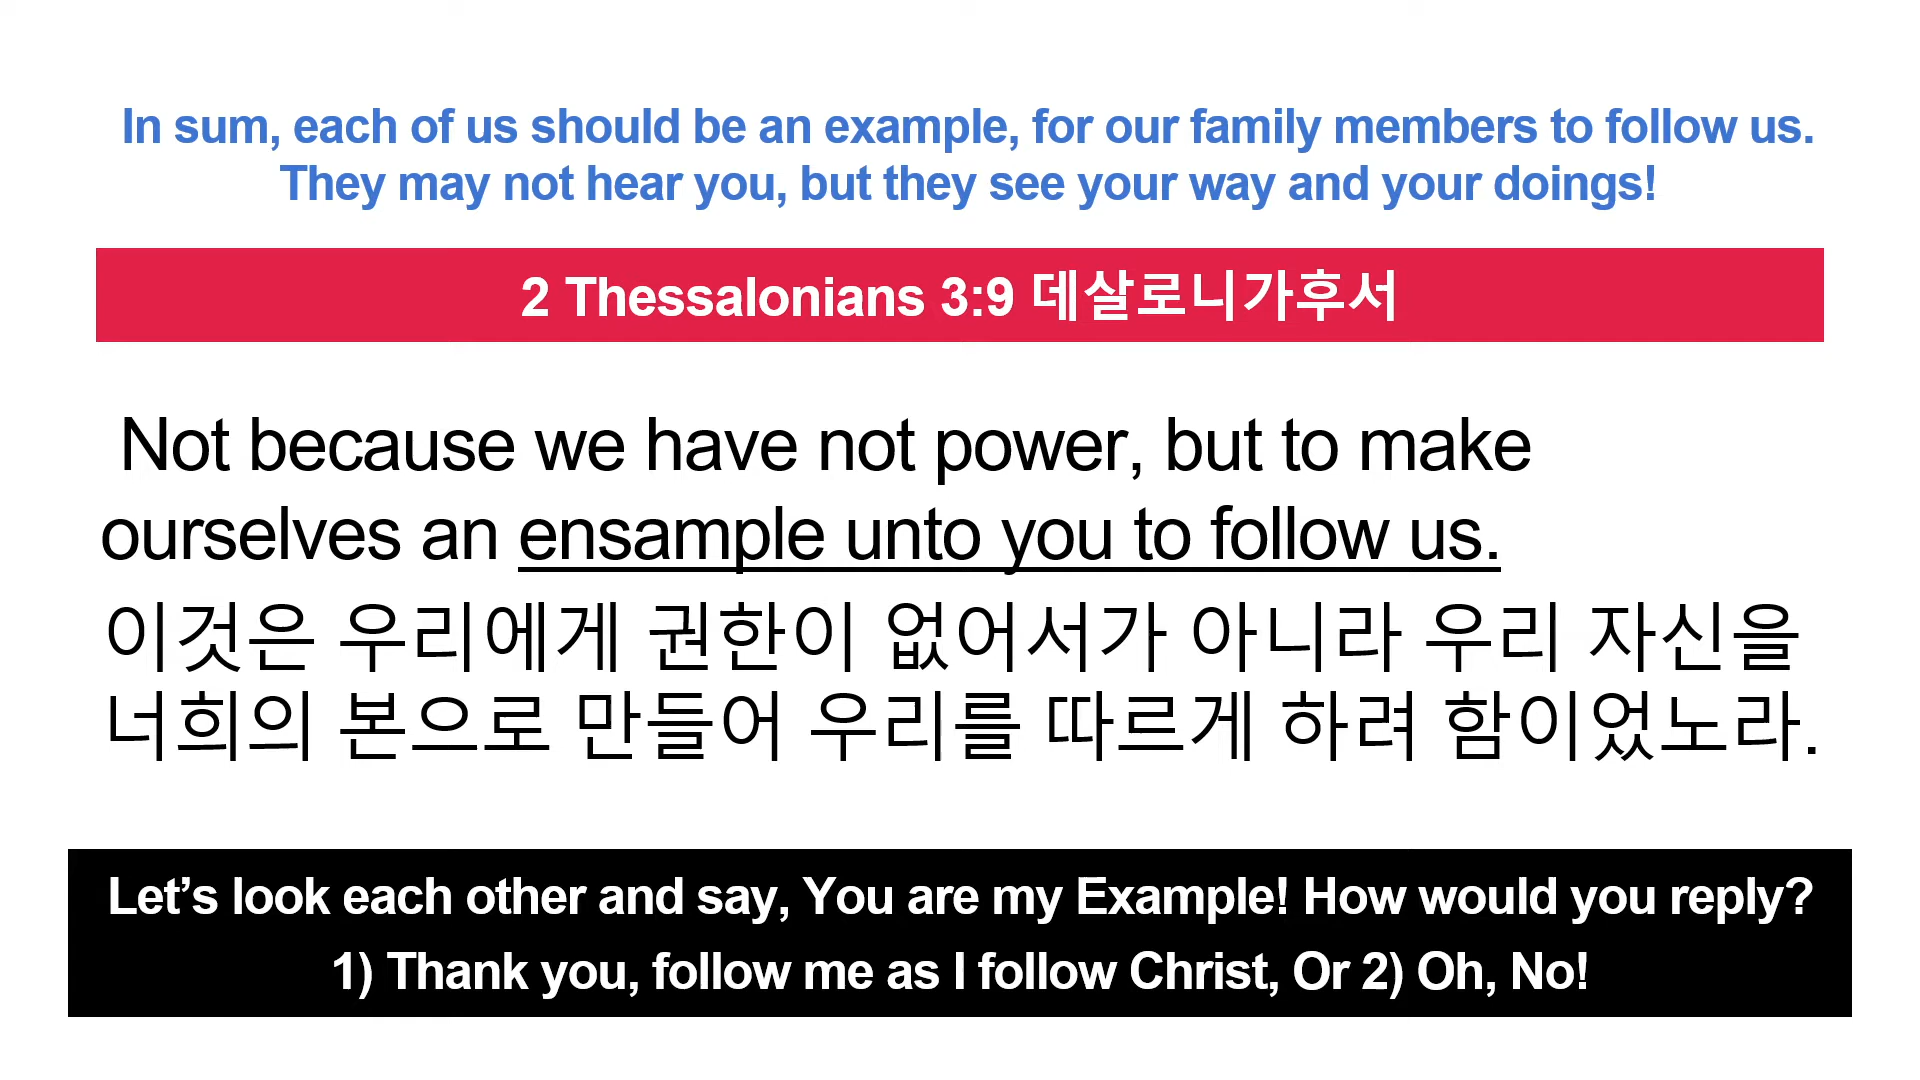 In sum, each of us should be an example, for our family members to follow us.
They may not hear you, but they see your way and your doings!
2 Thessalonians 3:9 데살로니가후서
Not because we have not power, but to make
ourselves an ensample unto you to follow us.
이것은 우리에게 권한이 없어서가 아니라 우리 자신을
너희의 본으로 만들어 우리를 따르게 하려 함이었노라.
Let’s look each other and say, You are my Example! How would you reply?
1) Thank you, follow me as I follow Christ, Or 2) Oh, No!